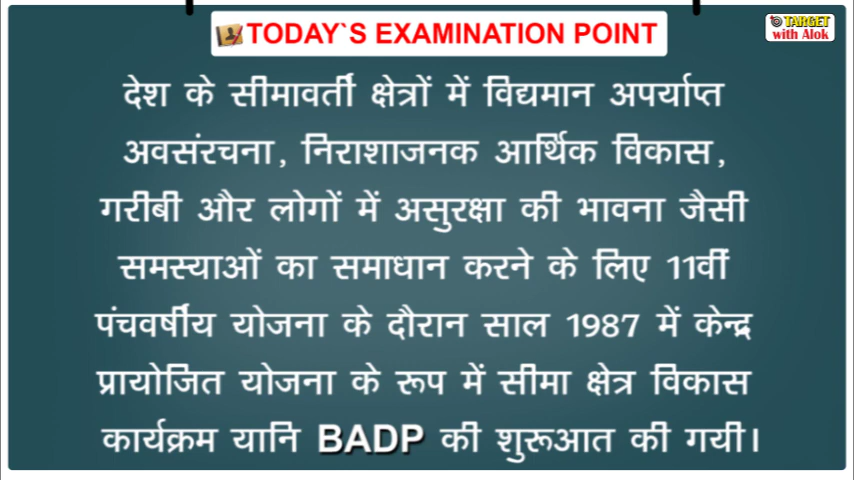 TODAY`S EXAMINATION POINT
TARGET
with Alok
देश के सीमावर्ती क्षेत्रों में विद्यमान अपर्याप्त
अवसंरचना, निराशाजनक आर्थिक विकास,
गरीबी और लोगों में असुरक्षा की भावना जैसी
समस्याओं का समाधान करने के लिए 11वीं
पंचवर्षीय योजना के दौरान साल 1987 में केन्द्र
प्रायोजित योजना के रूप में सीमा क्षेत्र विकास
कार्यक्रम यानि BADP की शुरूआत की गयी।